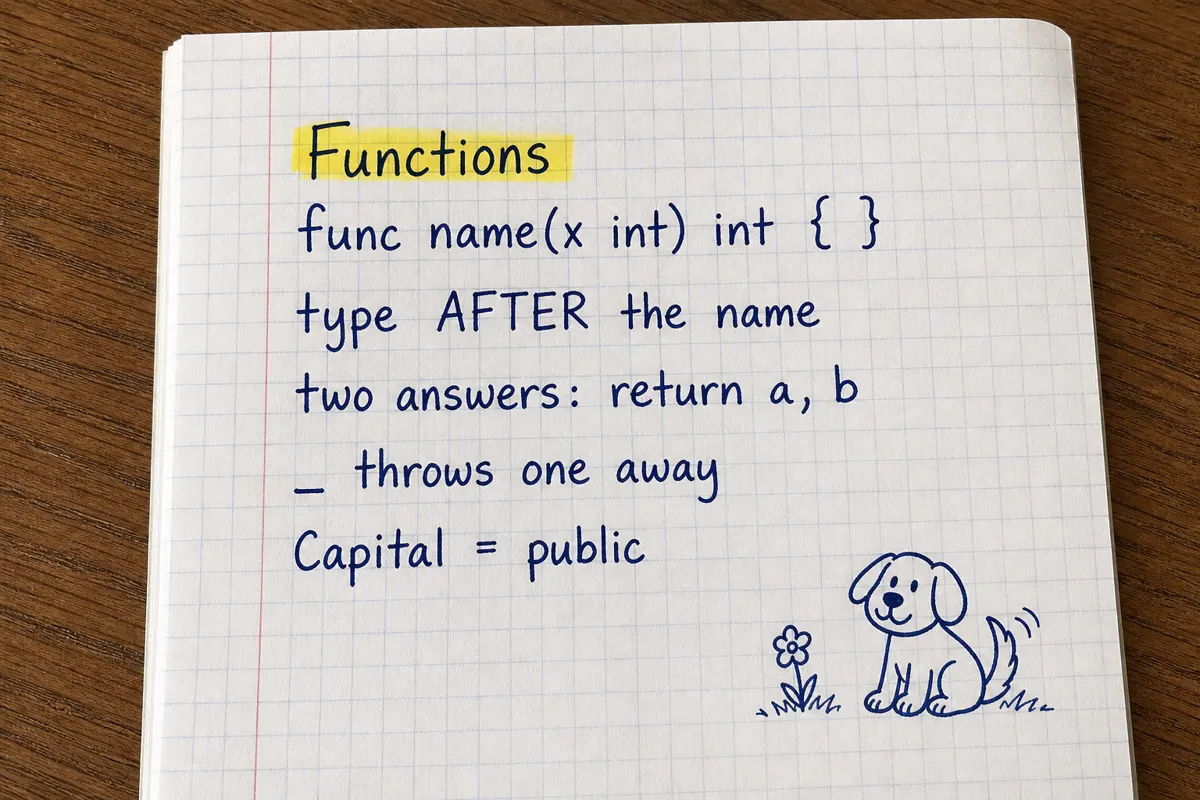 Functions
func name(x int) int { }
type AFTER the name
two answers: return a, b
_ throws one away
Capital = public